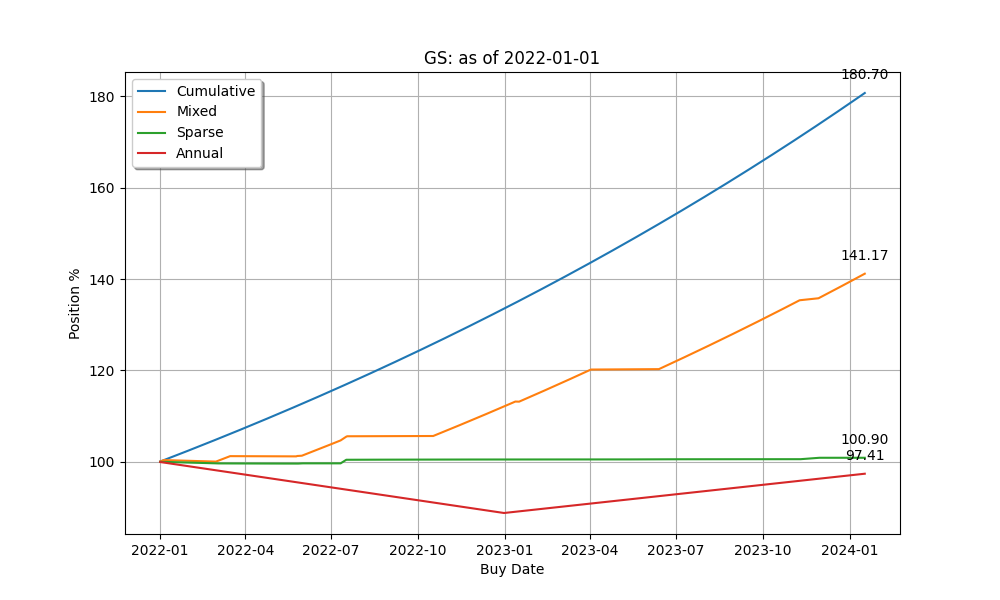 GS: as of 2022-01-01
180.70
180
Cumulative
Mixed
Sparse
Annual
160
141.17
140
120
100.90
97.41
100
Position %
2022-01 2022-04 2022-07 2022-10 2023-01 2023-04 2023-07 2023-10 2024-01
Buy Date